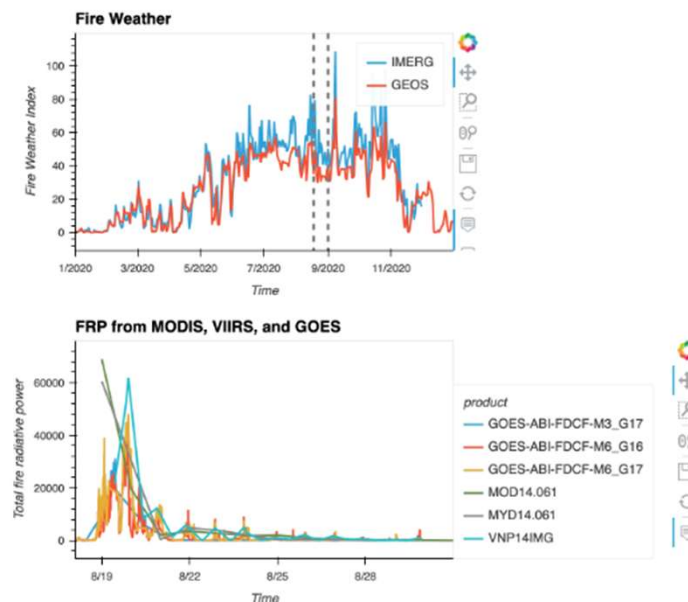 Fire Weather
Fire Weather Index
100
80
60
40
20
0
IMERG
GEOS
1/2020 3/2020 5/2020 7/2020 9/2020 11/2020
Time
FRP from MODIS, VIIRS, and GOES
Total fire radiative power
60000
40000
20000
0
product
GOES-ABI-FDCF-M3_G17
GOES-ABI-FDCF-M6_G16
GOES-ABI-FDCF-M6_G17
MOD14.061
MYD14.061
VNP14IMG
8/19 8/22 8/25 8/28
Time